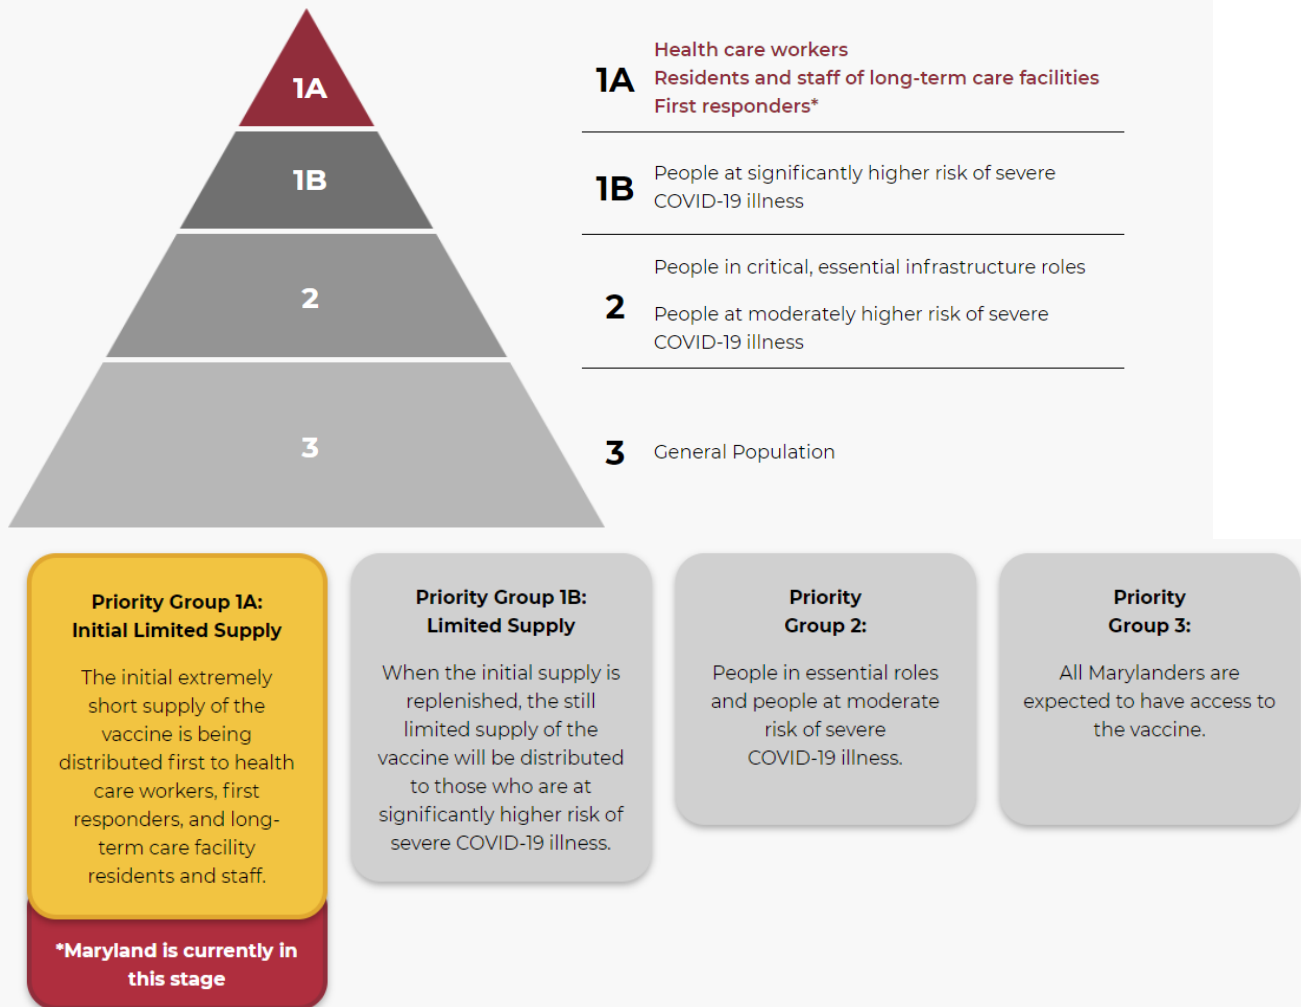 1A
1B
2
3
1A
Health care workers
Residents and staff of long-term care facilities
First responders*
1B
People at significantly higher risk of severe
COVID-19 illness
2
People in critical, essential infrastructure roles
People at moderately higher risk of severe
COVID-19 illness
3
General Population
Priority Group 1A:
Initial Limited Supply
The initial extremely
short supply of the
vaccine is being
distributed first to health
care workers, first
responders, and long-
term care facility
residents and staff.
*Maryland is currently in
this stage
Priority Group 1B:
Limited Supply
When the initial supply is
replenished, the still
limited supply of the
vaccine will be distributed
to those who are at
significantly higher risk of
severe COVID-19 illness.
Priority
Group 2:
People in essential roles
and people at moderate
risk of severe
COVID-19 illness.
Priority
Group 3:
All Marylanders are
expected to have access to
the vaccine.